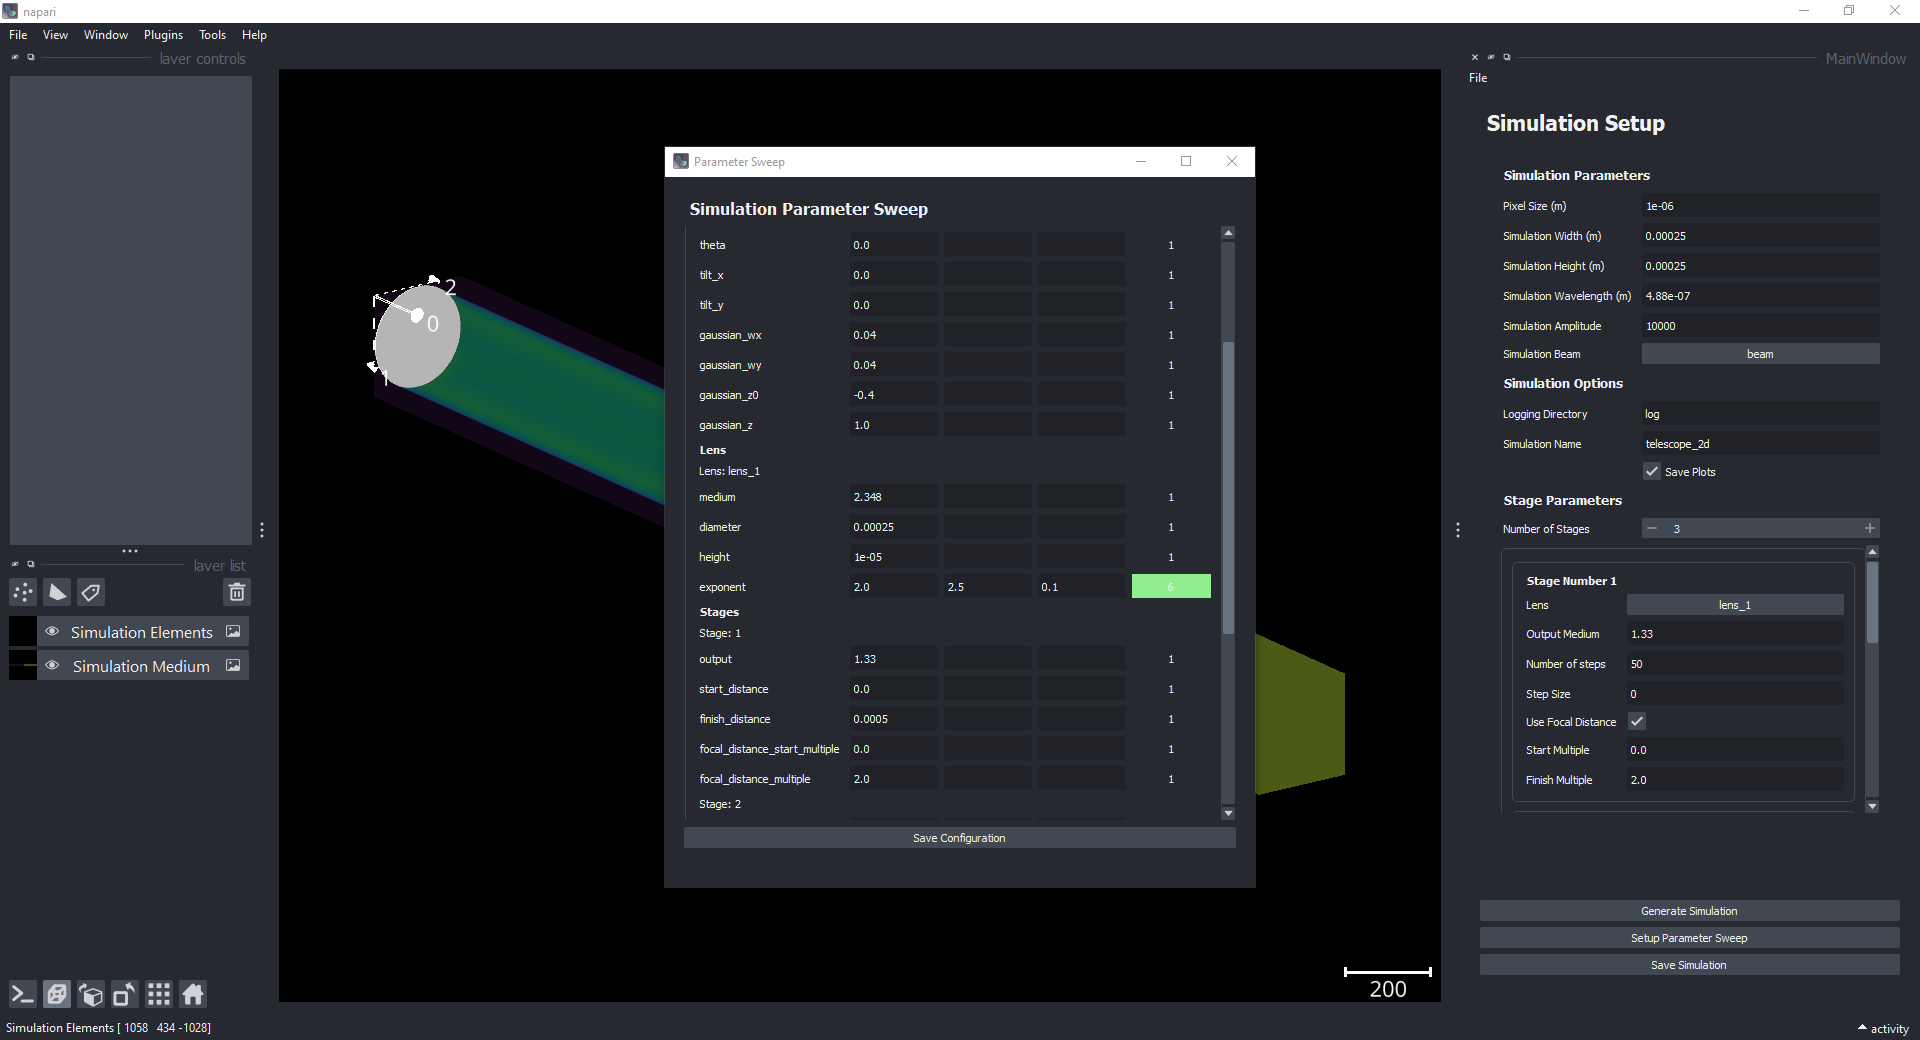 napari
File View Window Plugins Tools Help
layer controls
MainWindow
File
Simulation Setup
Simulation Parameters
Pixel Size (m) 1e-06
Simulation Width (m) 0.00025
Simulation Height (m) 0.00025
Simulation Wavelength (m) 4.88e-07
Simulation Amplitude 10000
Simulation Beam beam
Simulation Options
Logging Directory log
Simulation Name telescope_2d
Save Plots
Stage Parameters
Number of Stages 3
Stage Number 1
Lens lens_1
Output Medium 1.33
Number of steps 50
Step Size 0
Use Focal Distance
Start Multiple 0.0
Finish Multiple 2.0
Generate Simulation
Setup Parameter Sweep
Save Simulation
Parameter Sweep
Simulation Parameter Sweep
theta 0.0 1
tilt_x 0.0 1
tilt_y 0.0 1
gaussian_wx 0.04 1
gaussian_wy 0.04 1
gaussian_z0 -0.4 1
gaussian_z 1.0 1
Lens
Lens: lens_1
medium 2.348 1
diameter 0.00025 1
height 1e-05 1
exponent 2.0 2.5 0.1 6
Stages
Stage: 1
output 1.33 1
start_distance 0.0 1
finish_distance 0.0005 1
focal_distance_start_multiple 0.0 1
focal_distance_multiple 2.0 1
Stage: 2
Save Configuration
2
0
1
200
layer list
Simulation Elements
Simulation Medium
Simulation Elements [ 1058 434 -1028]
activity